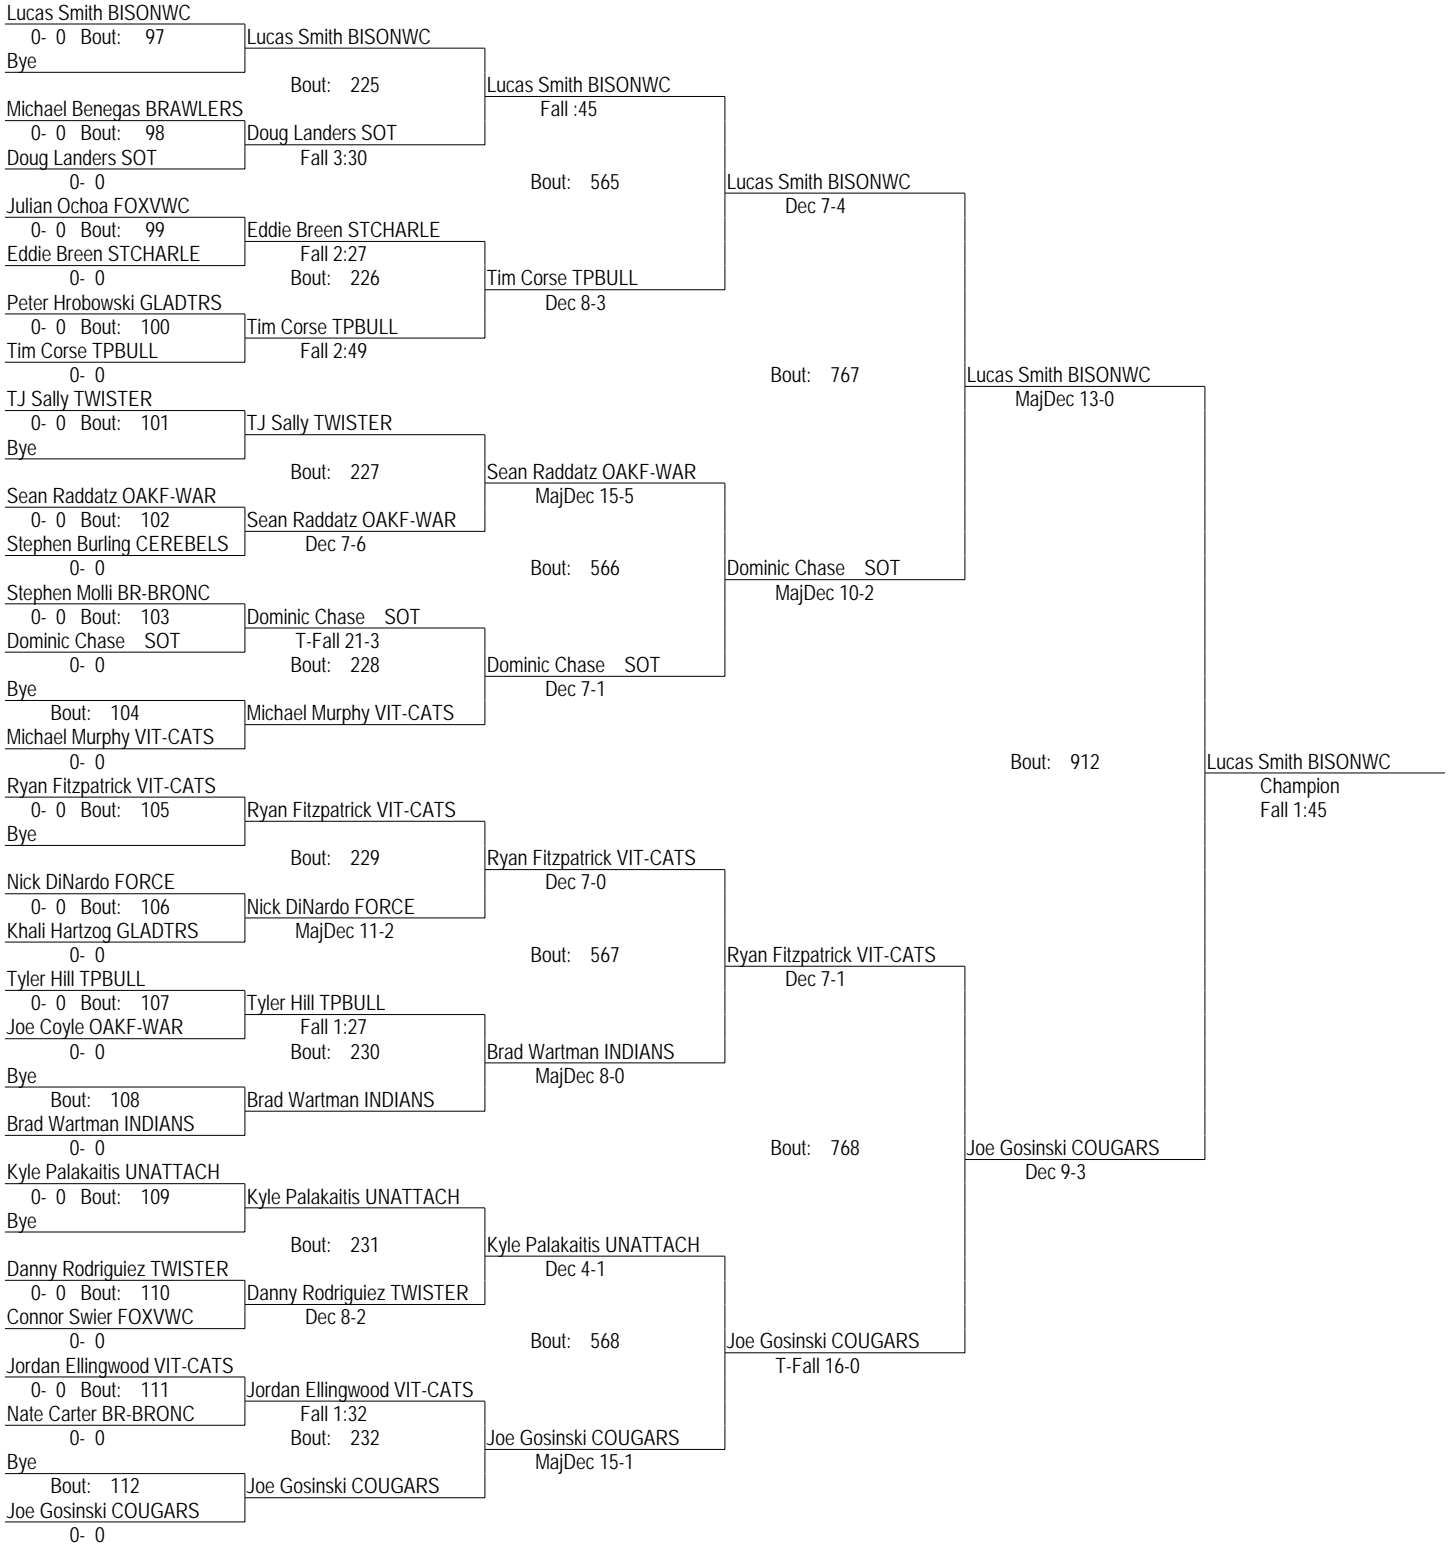 Lucas Smith BISONWC
0- 0 Bout: 97
Bye
Lucas Smith BISONWC
Bout: 225
Michael Benegas BRAWLERS
0- 0 Bout: 98
Doug Landers SOT
0- 0
Doug Landers SOT
Fall 3:30
Lucas Smith BISONWC
Fall :45
Bout: 565
Julian Ochoa FOXVWC
0- 0 Bout: 99
Eddie Breen STCHARLE
0- 0
Eddie Breen STCHARLE
Fall 2:27
Bout: 226
Peter Hrobowski GLADTRS
0- 0 Bout: 100
Tim Corse TPBULL
0- 0
Tim Corse TPBULL
Fall 2:49
Tim Corse TPBULL
Dec 8-3
Lucas Smith BISONWC
Dec 7-4
Bout: 767
TJ Sally TWISTER
0- 0 Bout: 101
Bye
TJ Sally TWISTER
Bout: 227
Sean Raddatz OAKF-WAR
0- 0 Bout: 102
Stephen Burling CEREBELS
0- 0
Sean Raddatz OAKF-WAR
Dec 7-6
Sean Raddatz OAKF-WAR
MajDec 15-5
Bout: 566
Stephen Molli BR-BRONC
0- 0 Bout: 103
Dominic Chase SOT
0- 0
Dominic Chase SOT
T-Fall 21-3
Bout: 228
Bye
Bout: 104
Michael Murphy VIT-CATS
0- 0
Michael Murphy VIT-CATS
Dominic Chase SOT
Dec 7-1
Dominic Chase SOT
MajDec 10-2
Lucas Smith BISONWC
MajDec 13-0
Bout: 912
Lucas Smith BISONWC
Champion
Fall 1:45
Ryan Fitzpatrick VIT-CATS
0- 0 Bout: 105
Bye
Ryan Fitzpatrick VIT-CATS
Bout: 229
Nick DiNardo FORCE
0- 0 Bout: 106
Khali Hartzog GLADTRS
0- 0
Nick DiNardo FORCE
MajDec 11-2
Ryan Fitzpatrick VIT-CATS
Dec 7-0
Bout: 567
Tyler Hill TPBULL
0- 0 Bout: 107
Joe Coyle OAKF-WAR
0- 0
Tyler Hill TPBULL
Fall 1:27
Bout: 230
Bye
Bout: 108
Brad Wartman INDIANS
0- 0
Brad Wartman INDIANS
Brad Wartman INDIANS
MajDec 8-0
Ryan Fitzpatrick VIT-CATS
Dec 7-1
Bout: 768
Kyle Palakaitis UNATTACH
0- 0 Bout: 109
Bye
Kyle Palakaitis UNATTACH
Bout: 231
Danny Rodriguiez TWISTER
0- 0 Bout: 110
Connor Swier FOXVWC
0- 0
Danny Rodriguiez TWISTER
Dec 8-2
Kyle Palakaitis UNATTACH
Dec 4-1
Bout: 568
Jordan Ellingwood VIT-CATS
0- 0 Bout: 111
Nate Carter BR-BRONC
0- 0
Jordan Ellingwood VIT-CATS
Fall 1:32
Bout: 232
Bye
Bout: 112
Joe Gosinski COUGARS
0- 0
Joe Gosinski COUGARS
Joe Gosinski COUGARS
MajDec 15-1
Joe Gosinski COUGARS
T-Fall 16-0
Joe Gosinski COUGARS
Dec 9-3